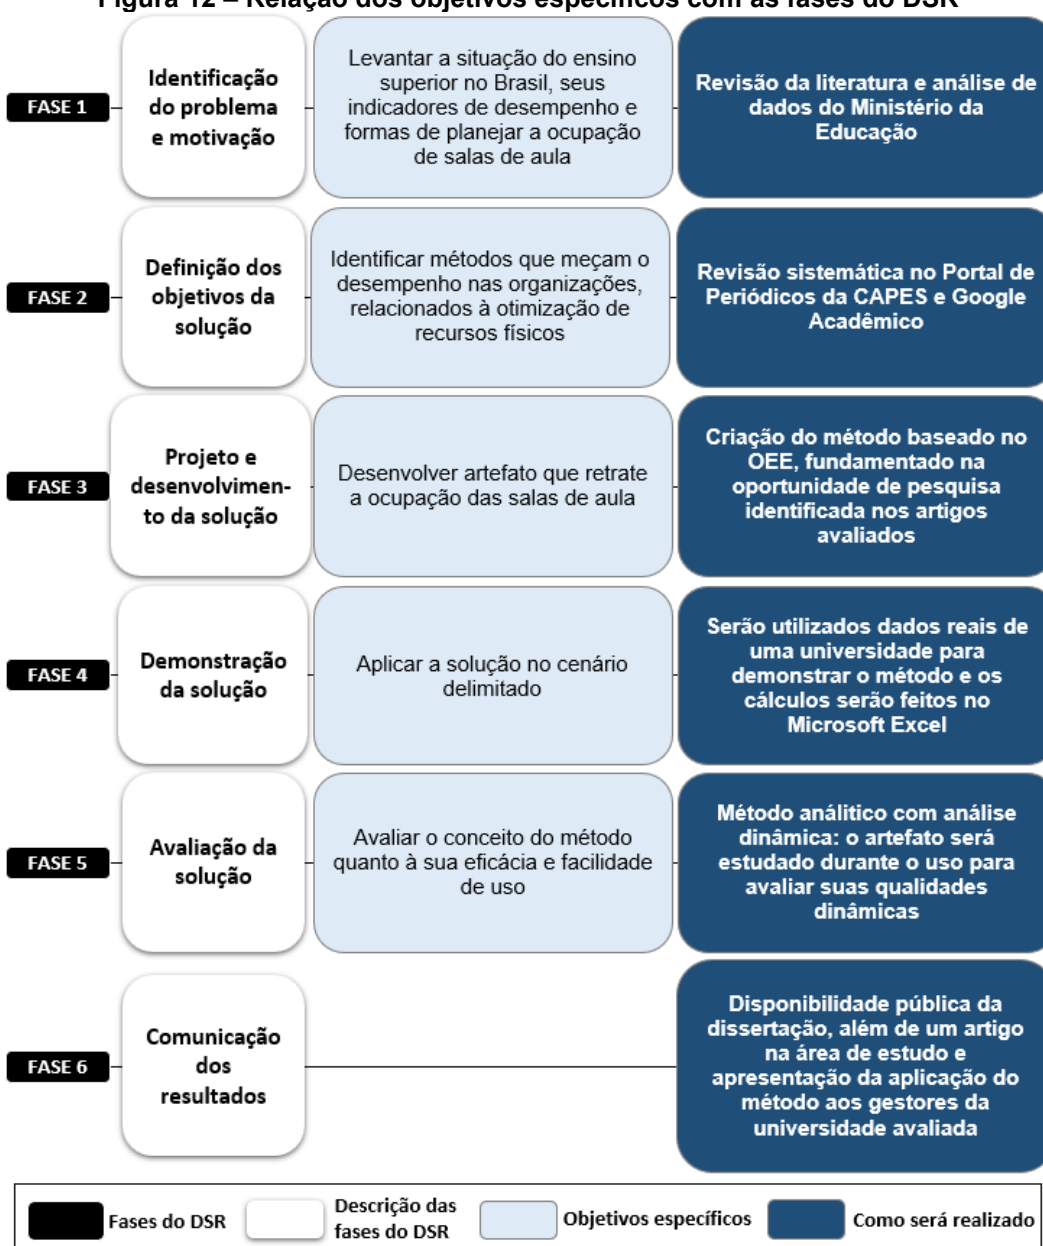 Figura 12 – Relação dos objetivos específicos com as fases do DSR
FASE 1
Identificação
do problema
e motivação
Levantar a situação do ensino
superior no Brasil, seus
indicadores de desempenho e
formas de planejar a ocupação
de salas de aula
Revisão da literatura e análise de
dados do Ministério da
Educação
FASE 2
Definição dos
objetivos da
solução
Identificar métodos que meçam o
desempenho nas organizações,
relacionados à otimização de
recursos físicos
Revisão sistemática no Portal de
Periódicos da CAPES e Google
Acadêmico
FASE 3
Projeto e
desenvolvimen-
to da solução
Desenvolver artefato que retrate
a ocupação das salas de aula
Criação do método baseado no
OEE, fundamentado na
oportunidade de pesquisa
identificada nos artigos
avaliados
FASE 4
Demonstração
da solução
Aplicar a solução no cenário
delimitado
Serão utilizados dados reais de
uma universidade para
demonstrar o método e os
cálculos serão feitos no
Microsoft Excel
FASE 5
Avaliação da
solução
Avaliar o conceito do método
quanto à sua eficácia e facilidade
de uso
Método análitico com análise
dinâmica: o artefato será
estudado durante o uso para
avaliar suas qualidades
dinâmicas
FASE 6
Comunicação
dos
resultados
Disponibilidade pública da
dissertação, além de um artigo
na área de estudo e
apresentação da aplicação do
método aos gestores da
universidade avaliada
Fases do DSR
Descrição das
fases do DSR
Objetivos específicos
Como será realizado